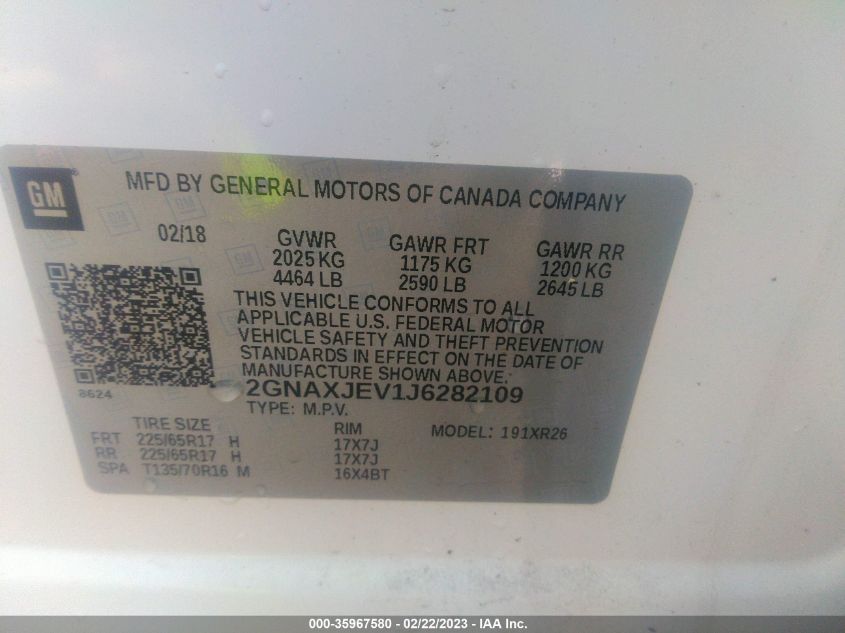 GM
MFD BY GENERAL MOTORS OF CANADA COMPANY
02/18
GVWR GAWR FRT GAWR RR
2025 KG 1175 KG 1200 KG
4464 LB 2590 LB 2645 LB
THIS VEHICLE CONFORMS TO ALL
APPLICABLE U.S. FEDERAL MOTOR
VEHICLE SAFETY AND THEFT PREVENTION
STANDARDS IN EFFECT ON THE DATE OF
MANUFACTURE SHOWN ABOVE.
8624
2GNAXJEV1J6282109
TYPE: M.P.V.
TIRE SIZE RIM MODEL: 191XR26
FRT 225/65R17 H 17X7J
RR 225/65R17 H 17X7J
SPA T135/70R16 M 16X4BT
000-35967580 - 02/22/2023 - IAA Inc.